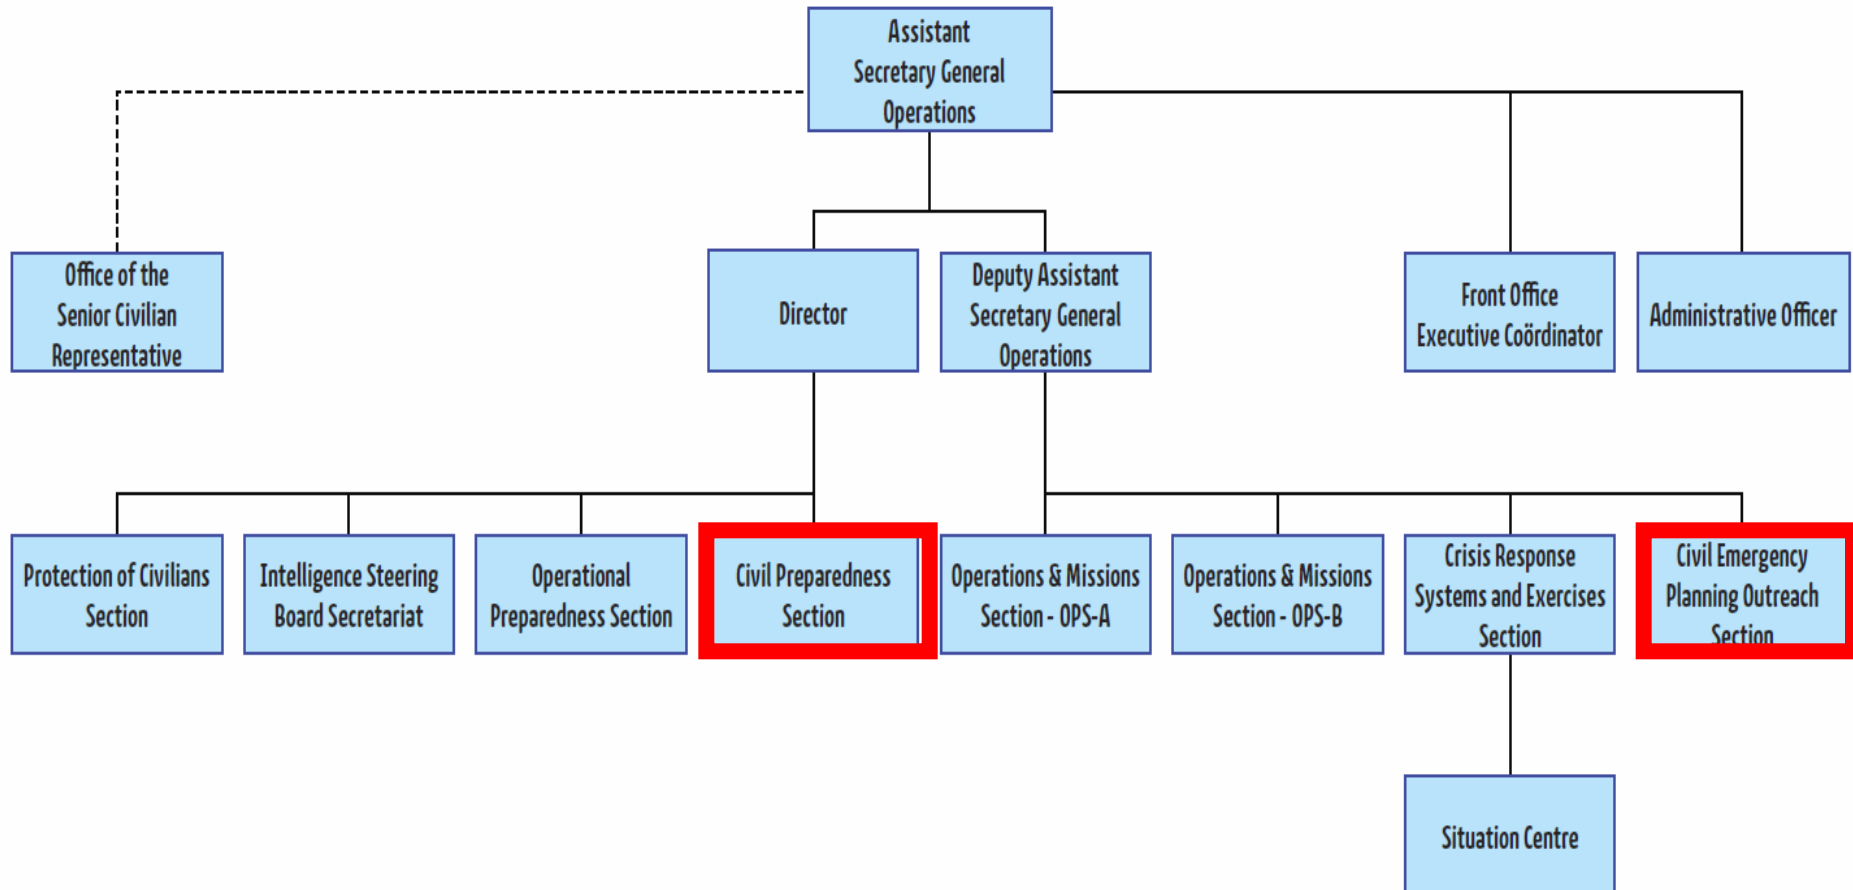 Assistant
Secretary General
Operations
Office of the
Senior Civilian
Representative
Director
Deputy Assistant
Secretary General
Operations
Front Office
Executive Coördinator
Administrative Officer
Protection of Civilians
Section
Intelligence Steering
Board Secretariat
Operational
Preparedness Section
Civil Preparedness
Section
Operations & Missions
Section - OPS-A
Operations & Missions
Section - OPS-B
Crisis Response
Systems and Exercises
Section
Civil Emergency
Planning Outreach
Section
Situation Centre